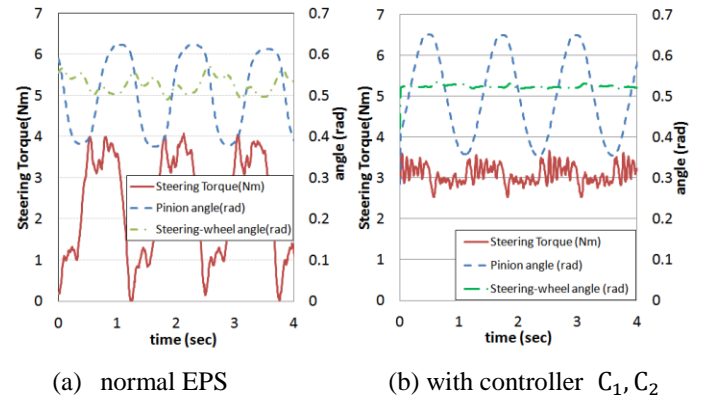 7
6
5
4
3
2
1
0
Steering Torque(Nm)
0.7
0.6
0.5
0.4
0.3
0.2
0.1
0
angle (rad)
Steering Torque(Nm)
Pinion angle(rad)
Steering-wheel angle(rad)
0 1 2 3 4
time (sec)
(a) normal EPS
7
6
5
4
3
2
1
0
Steering Torque(Nm)
0.7
0.6
0.5
0.4
0.3
0.2
0.1
0
angle (rad)
Steering Torque (Nm)
Pinion angle (rad)
Steering-wheel angle (rad)
0 1 2 3 4
time (sec)
(b) with controller C₁, C₂